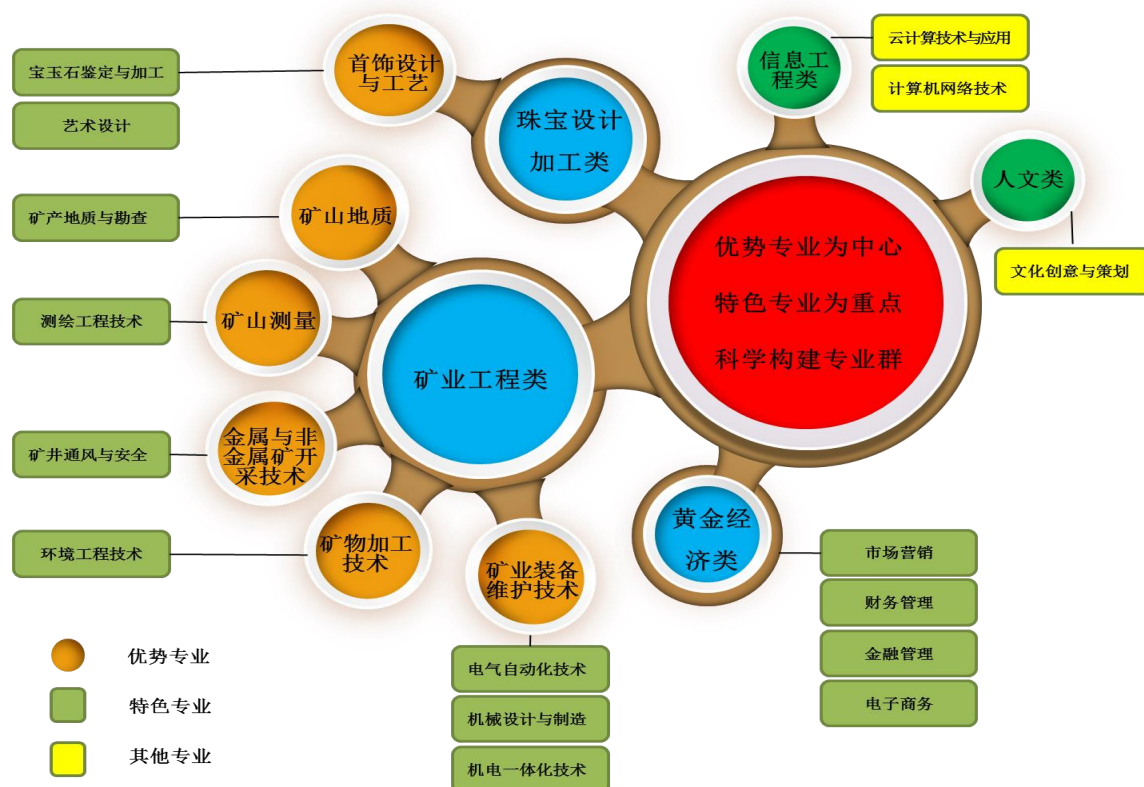 首饰设计
与工艺
宝玉石鉴定与加工
艺术设计
珠宝设计
加工类
信息工
程类
云计算技术与应用
计算机网络技术
人文类
文化创意与策划
优势专业为中心
特色专业为重点
科学构建专业群
矿山地质
矿产地质与勘查
矿山测量
测绘工程技术
矿业工程类
金属与非
金属矿开
采技术
矿井通风与安全
矿物加工
技术
环境工程技术
矿业装备
维护技术
电气自动化技术
机械设计与制造
机电一体化技术
黄金经
济类
市场营销
财务管理
金融管理
电子商务
优势专业
特色专业
其他专业